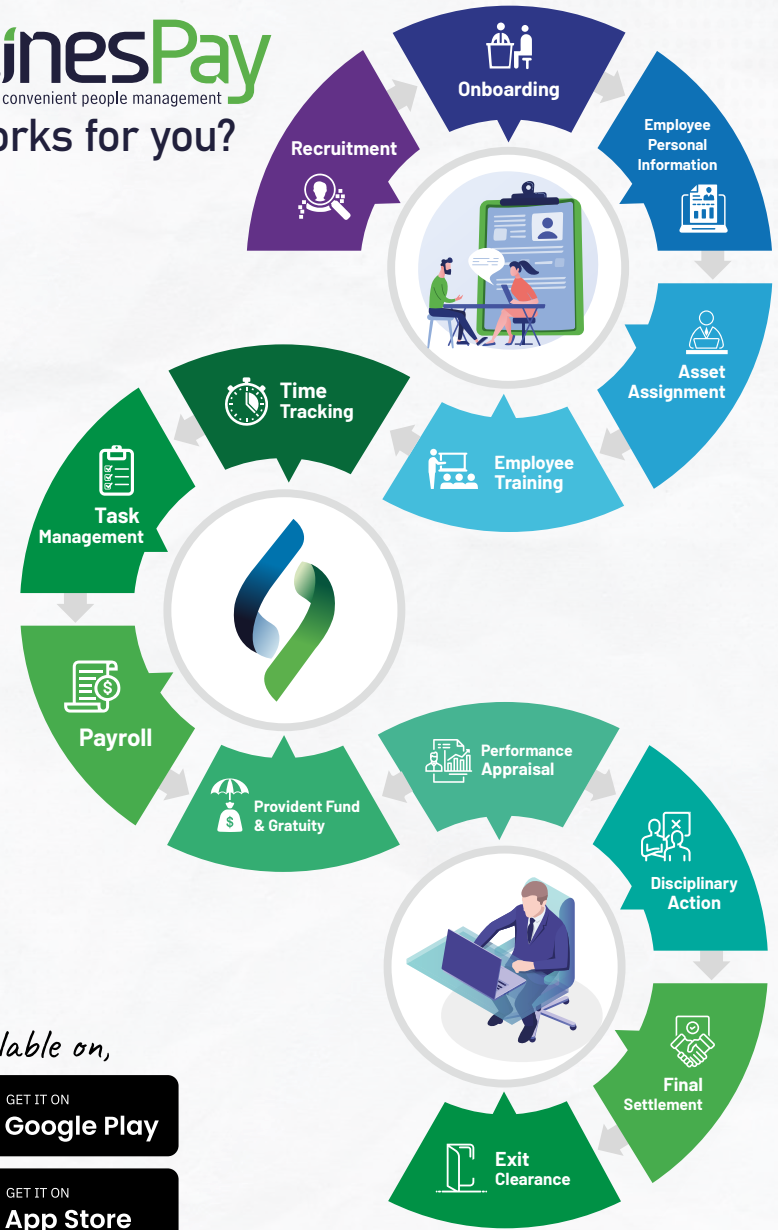 inesPay
convenient people management
orks for you?
Recruitment
Onboarding
Employee
Personal
Information
Asset
Assignment
Employee
Training
Time
Tracking
Task
Management
Payroll
$
Provident Fund
& Gratuity
$
Performance
Appraisal
Disciplinary
Action
Final
Settlement
Exit
Clearance
lable on,
GET IT ON
Google Play
GET IT ON
App Store